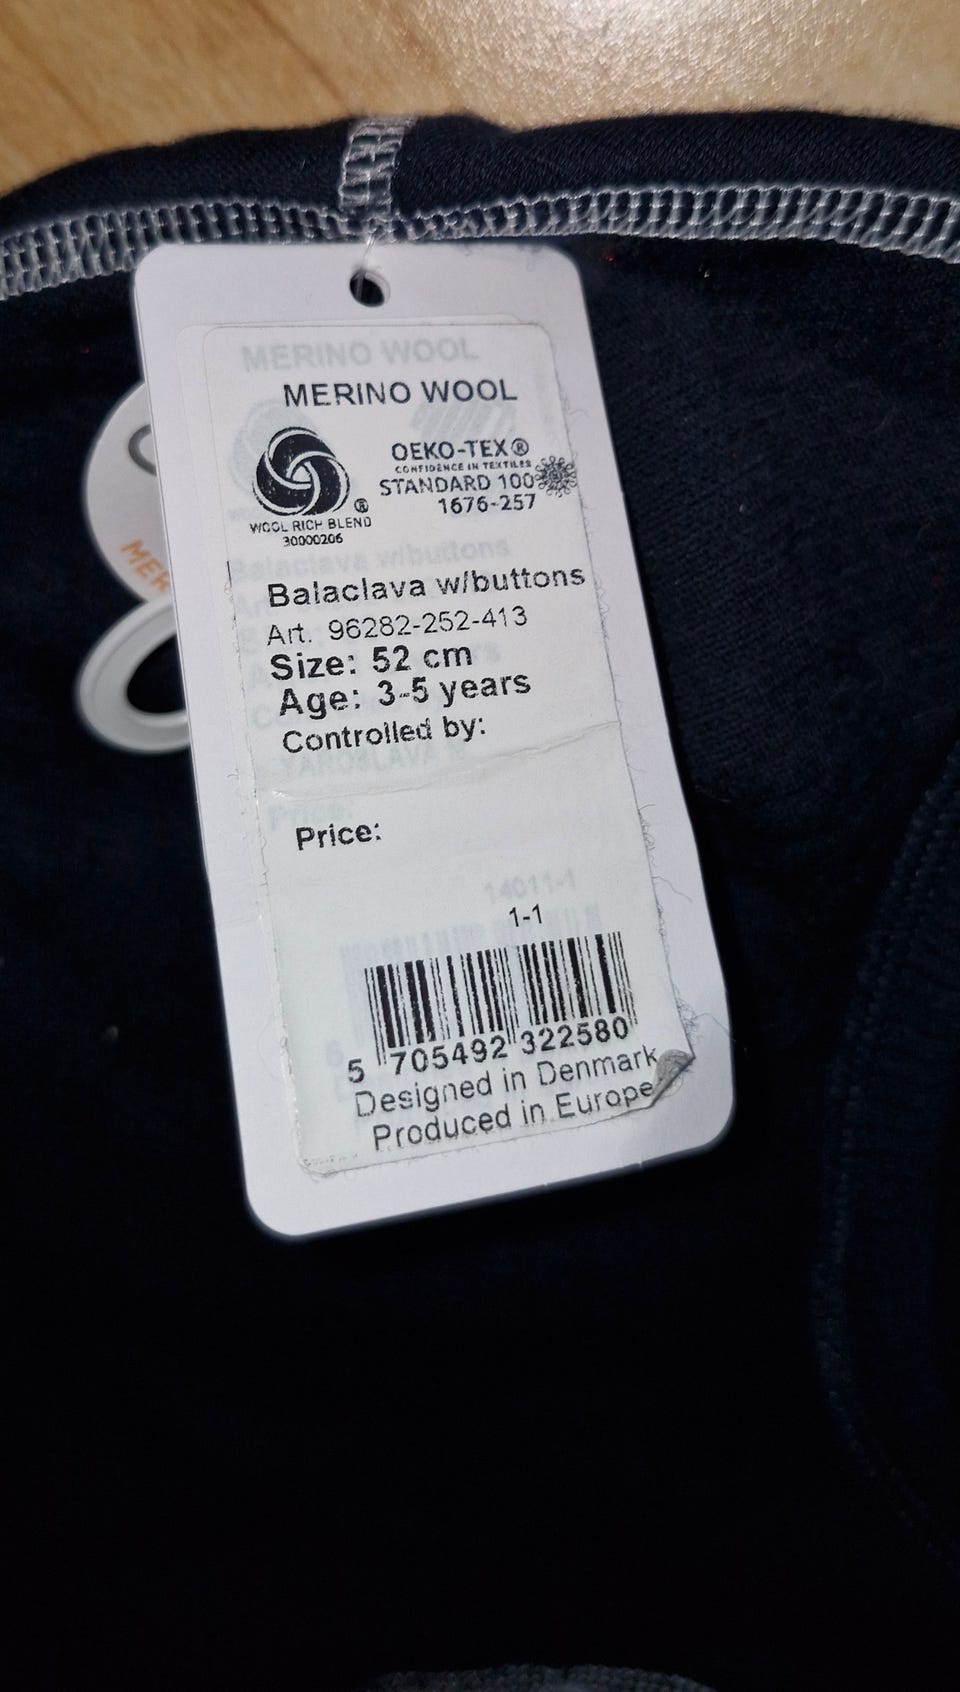 MERINO WOOL
MERINO WOOL
OEKO-TEX®
CONFIDENCE IN TEXTILES
STANDARD 100
1676-257
®
WOOL RICH BLEND
30000206
Balaclava w/buttons
Balaclava w/buttons
Art. 96282-252-413
Size: 52 cm
Age: 3-5 years
Controlled by:
YAROSLAVA
Price:
Price:
14011-1
1-1
5 705492 322580
Designed in Denmark
Produced in Europe
MER